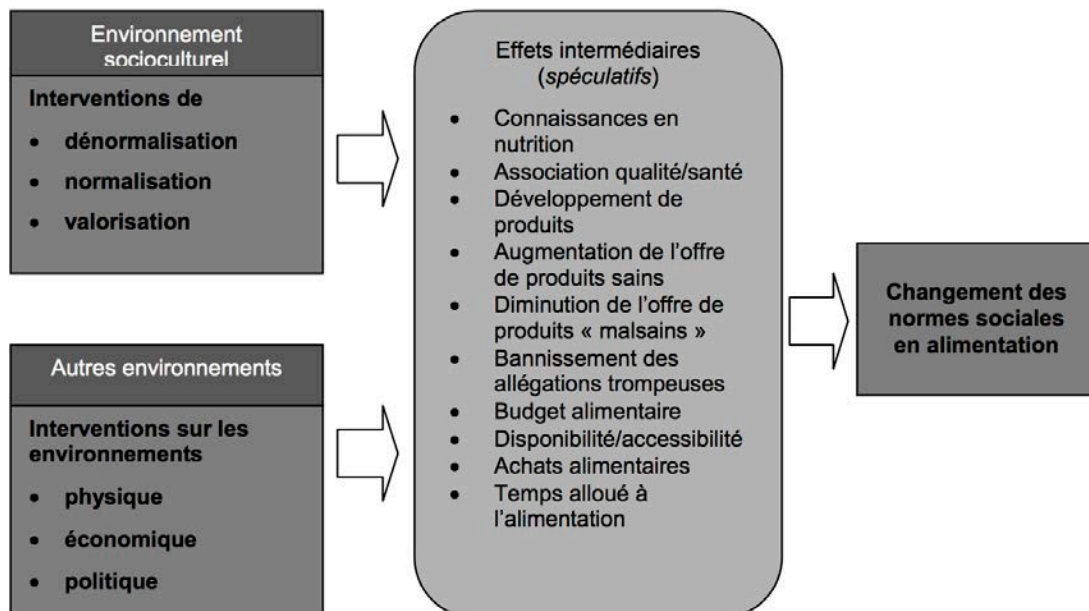 Environnement
socioculturel
Interventions de
• dénormalisation
• normalisation
• valorisation
Autres environnements
Interventions sur les
environnements
• physique
• économique
• politique
Effets intermédiaires
(spéculatifs)
• Connaissances en
nutrition
• Association qualité/santé
• Développement de
produits
• Augmentation de l'offre
de produits sains
• Diminution de l'offre de
produits « malsains »
• Bannissement des
allégations trompeuses
• Budget alimentaire
• Disponibilité/accessibilité
• Achats alimentaires
• Temps alloué à
l'alimentation
Changement des
normes sociales
en alimentation